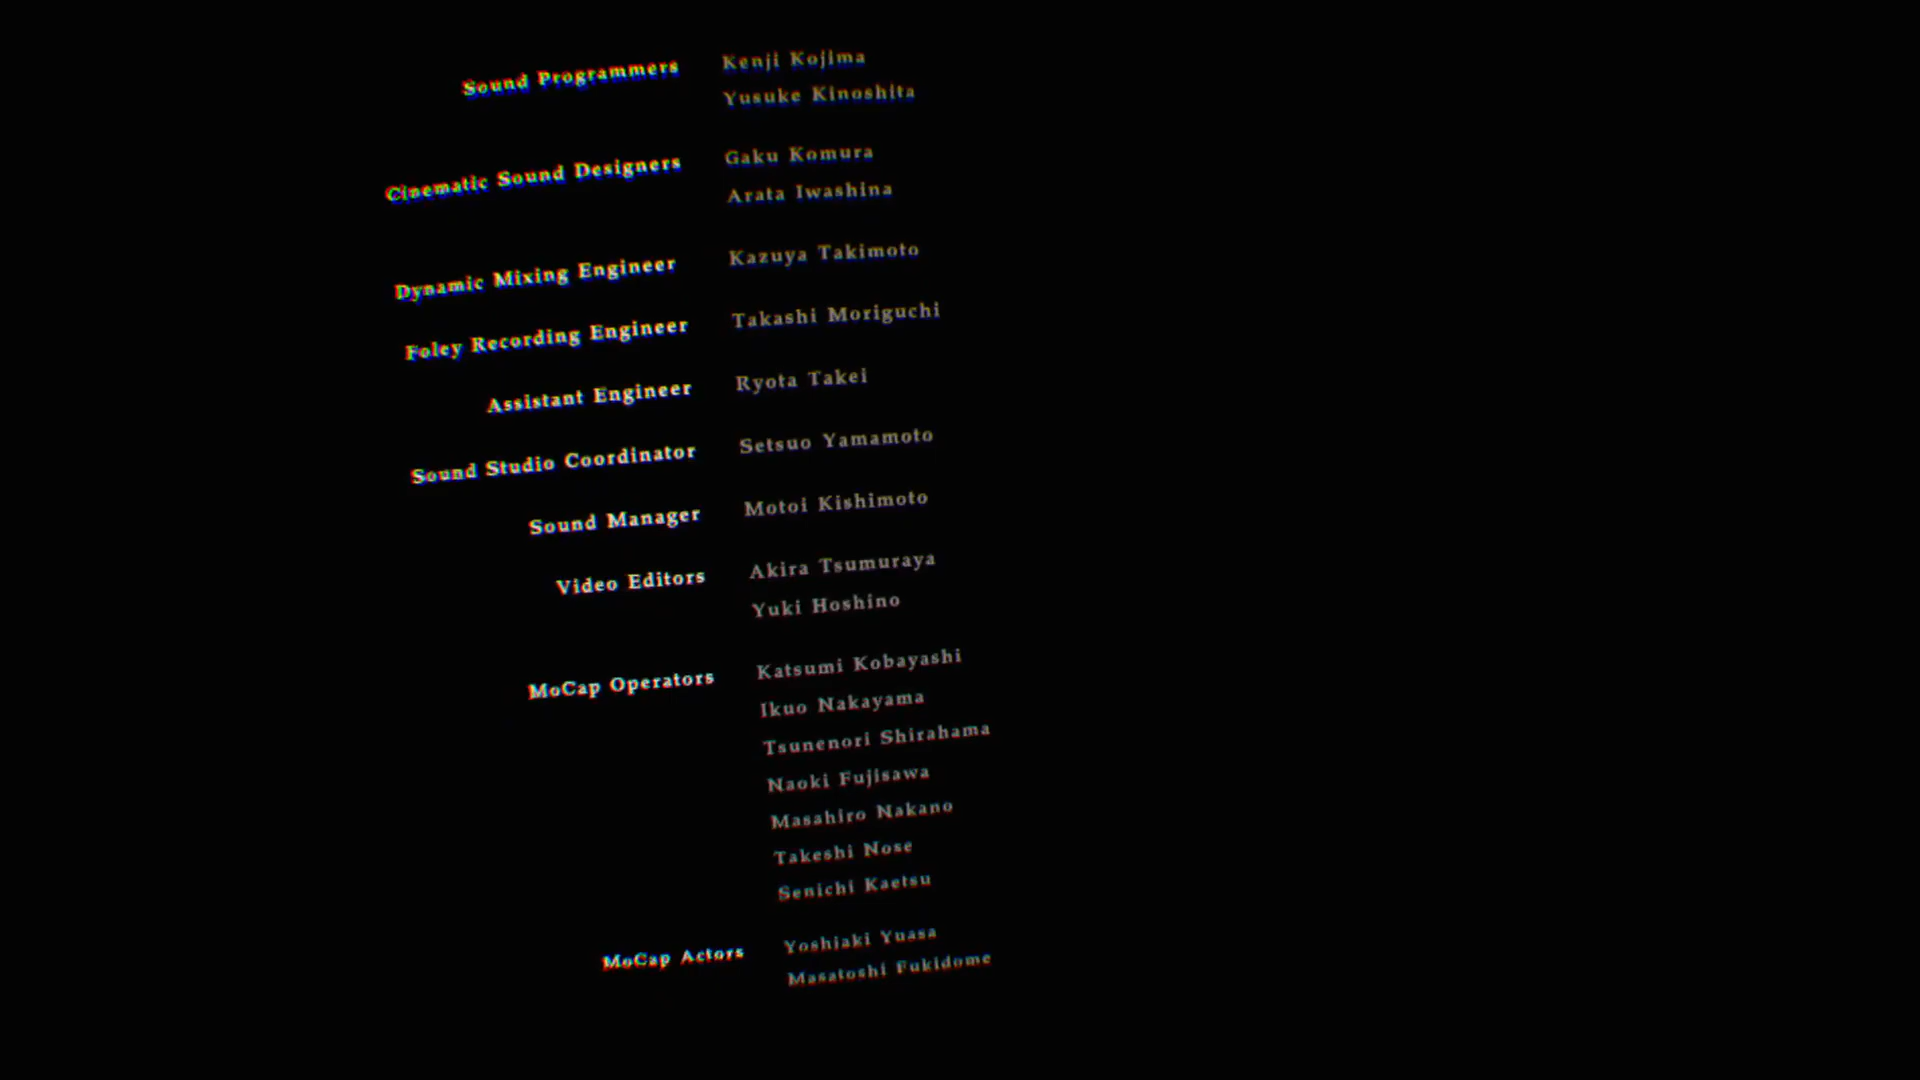 Sound Programmers Kenji Kojima
Yusuke Kinoshita
Cinematic Sound Designers Gaku Komura
Arata Iwashina
Dynamic Mixing Engineer Kazuya Takimoto
Foley Recording Engineer Takashi Moriguchi
Assistant Engineer Ryota Takei
Sound Studio Coordinator Setsuo Yamamoto
Sound Manager Motoi Kishimoto
Video Editors Akira Tsumuraya
Yuki Hoshino
MoCap Operators Katsumi Kobayashi
Ikuo Nakayama
Tsunenori Shirahama
Naoki Fujisawa
Masahiro Nakano
Takeshi Nose
Senichi Kaetsu
MoCap Actors Yoshiaki Yuasa
Masatoshi Fukidome